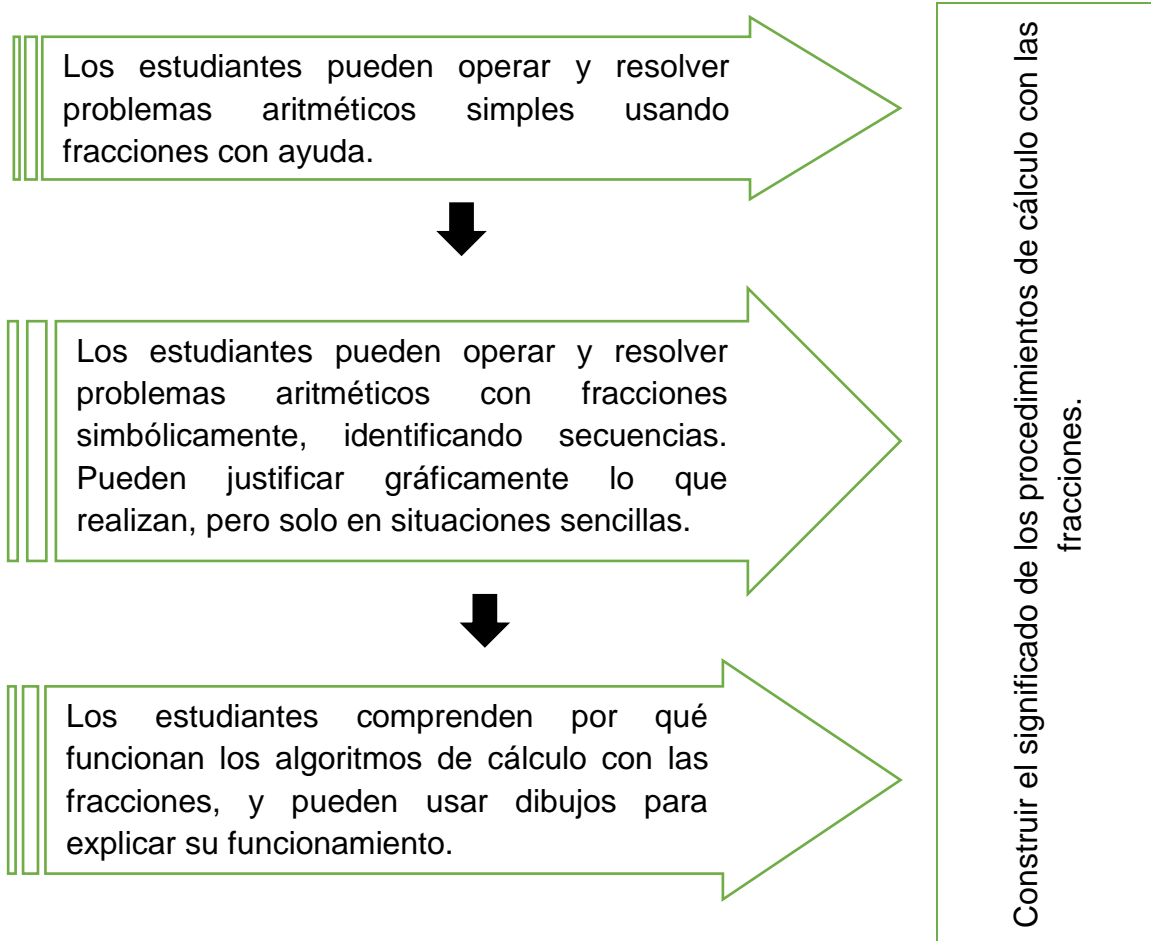 Los estudiantes pueden operar y resolver
problemas aritméticos simples usando
fracciones con ayuda.
Los estudiantes pueden operar y resolver
problemas aritméticos con fracciones
simbólicamente, identificando secuencias.
Pueden justificar gráficamente lo que
realizan, pero solo en situaciones sencillas.
Los estudiantes comprenden por qué
funcionan los algoritmos de cálculo con las
fracciones, y pueden usar dibujos para
explicar su funcionamiento.
Construir el significado de los procedimientos de cálculo con las
fracciones.